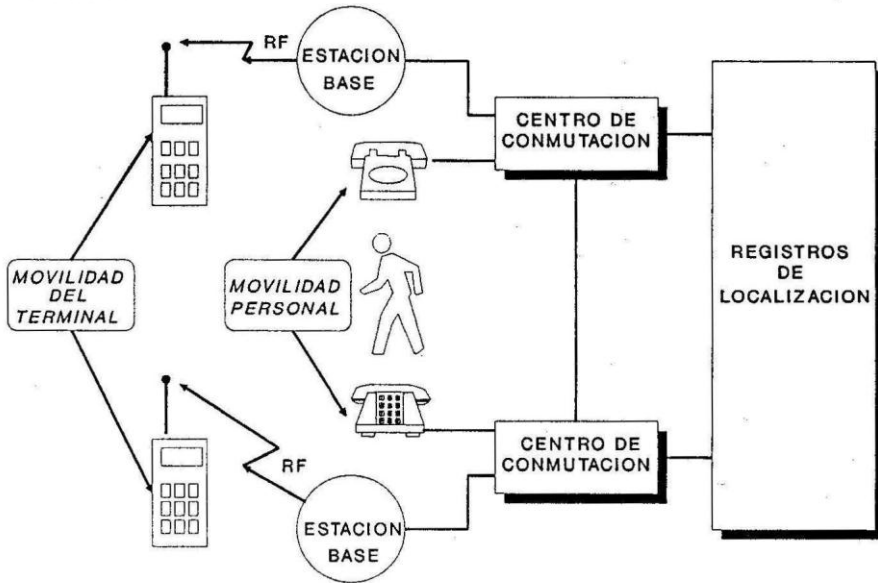 RF
ESTACION
BASE
CENTRO DE
CONMUTACION
MOVILIDAD
DEL
TERMINAL
MOVILIDAD
PERSONAL
REGISTROS
DE
LOCALIZACION
RF
ESTACION
BASE
CENTRO DE
CONMUTACION